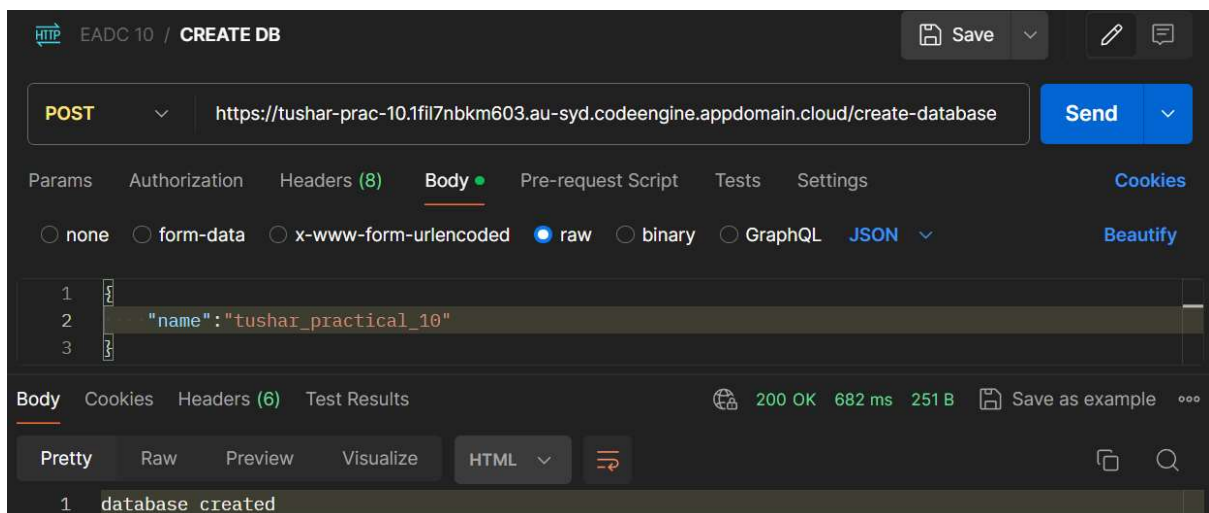 HTTP EADC 10 / CREATE DB Save
POST https://tushar-prac-10.1fil7nbkm603.au-syd.codeengine.appdomain.cloud/create-database Send
Params Authorization Headers (8) Body Pre-request Script Tests Settings Cookies
none form-data x-www-form-urlencoded raw binary GraphQL JSON Beautify
1 {
2 "name":"tushar_practical_10"
3 }
Body Cookies Headers (6) Test Results 200 OK 682 ms 251 B Save as example
Pretty Raw Preview Visualize HTML
1 database created